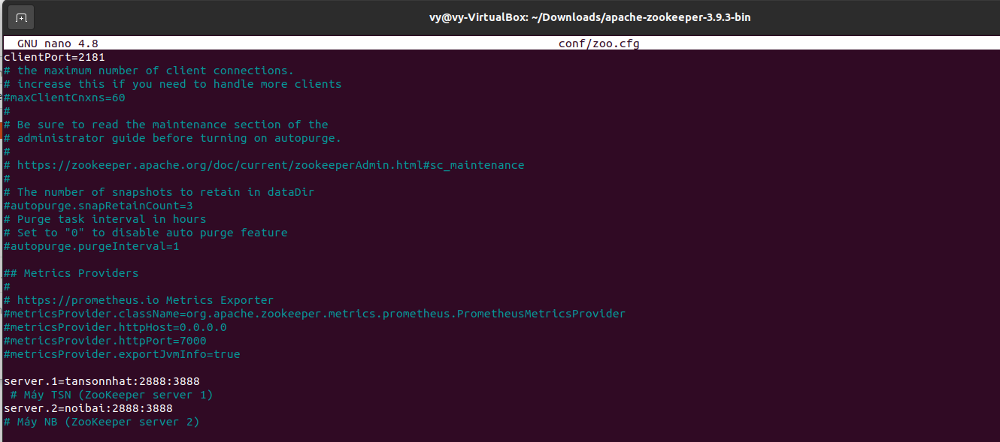 vy@vy-VirtualBox: ~/Downloads/apache-zookeeper-3.9.3-bin
GNU nano 4.8 conf/zoo.cfg
clientPort=2181
# the maximum number of client connections.
# increase this if you need to handle more clients
#maxClientCnxns=60
#
# Be sure to read the maintenance section of the
# administrator guide before turning on autopurge.
#
# https://zookeeper.apache.org/doc/current/zookeeperAdmin.html#sc_maintenance
#
# The number of snapshots to retain in dataDir
#autopurge.snapRetainCount=3
# Purge task interval in hours
# Set to "0" to disable auto purge feature
#autopurge.purgeInterval=1

## Metrics Providers
#
# https://prometheus.io Metrics Exporter
#metricsProvider.className=org.apache.zookeeper.metrics.prometheus.PrometheusMetricsProvider
#metricsProvider.httpHost=0.0.0.0
#metricsProvider.httpPort=7000
#metricsProvider.exportJvmInfo=true

server.1=tansonnhat:2888:3888
 # Máy TSN (ZooKeeper server 1)
server.2=noibai:2888:3888
# Máy NB (ZooKeeper server 2)